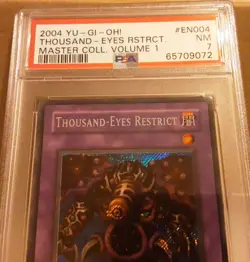 2004 YU-GI-OH! #EN004
THOUSAND-EYES RSTRCT. NM
MASTER COLL. VOLUME 1 7
PSA 65709072
THOUSAND-EYES RESTRICT